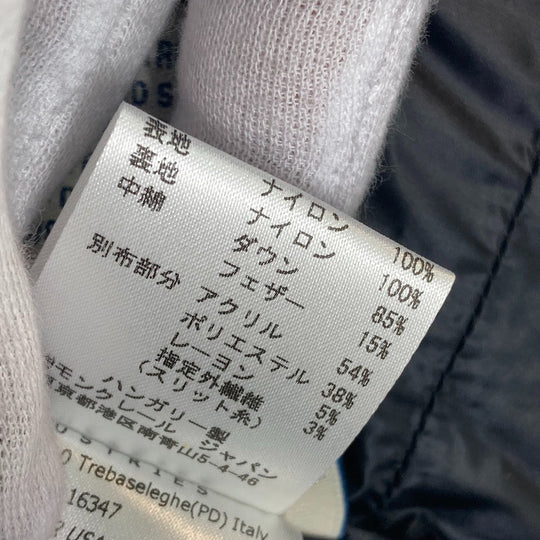 表地 ナイロン 100%
裏地 ナイロン 100%
中綿 ダウン 85%
フェザー 15%
別布部分 アクリル 54%
ポリエステル 38%
レーヨン 5%
指定外繊維 3%
(スリット糸)
ハンガリー製
モンクレール ジャパン
東京都港区南青山5-4-46
USTRIES
0 Trebaseleghe(PD) Italy
16347